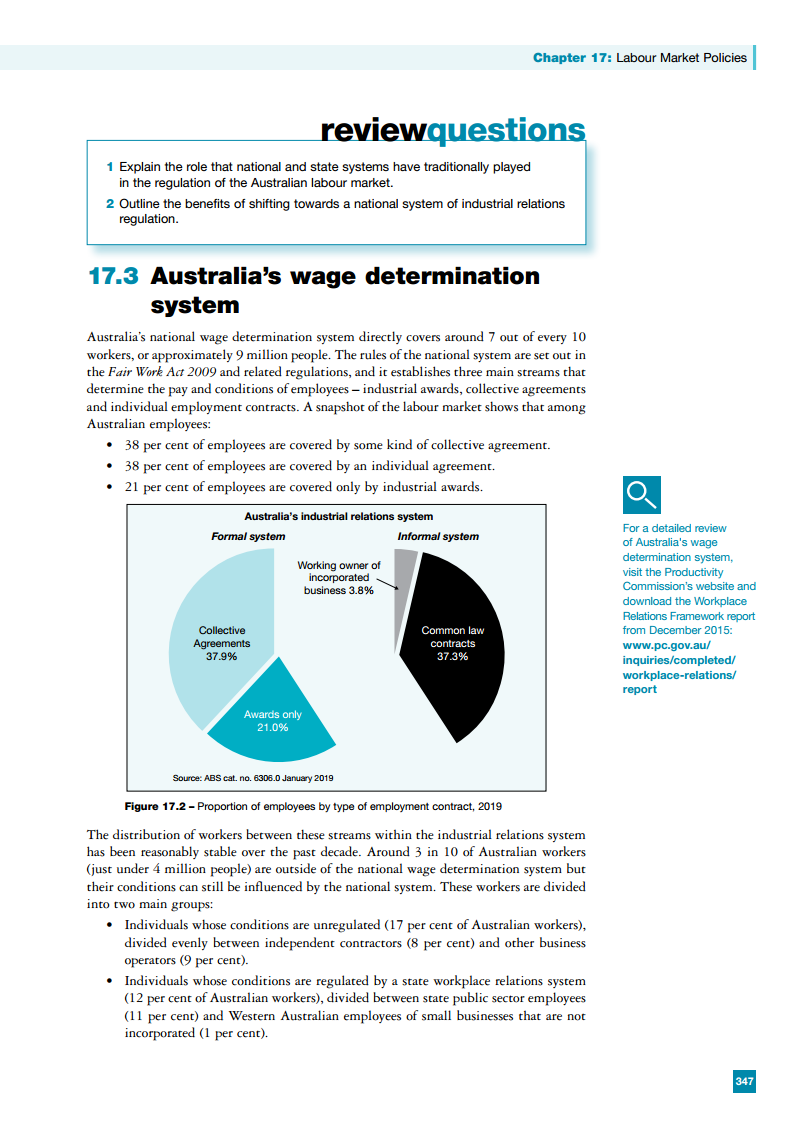 Chapter 17: Labour Market Policies
reviewquestions
1 Explain the role that national and state systems have traditionally played
in the regulation of the Australian labour market.
2 Outline the benefits of shifting towards a national system of industrial relations
regulation.
17.3 Australia’s wage determination
system
Australia’s national wage determination system directly covers around 7 out of every 10
workers, or approximately 9 million people. The rules of the national system are set out in
the Fair Work Act 2009 and related regulations, and it establishes three main streams that
determine the pay and conditions of employees – industrial awards, collective agreements
and individual employment contracts. A snapshot of the labour market shows that among
Australian employees:
• 38 per cent of employees are covered by some kind of collective agreement.
• 38 per cent of employees are covered by an individual agreement.
• 21 per cent of employees are covered only by industrial awards.
Australia’s industrial relations system
Formal system
Informal system
Working owner of
incorporated
business 3.8%
Collective
Agreements
37.9%
Common law
contracts
37.3%
Awards only
21.0%
Source: ABS cat. no. 6306.0 January 2019
Figure 17.2 – Proportion of employees by type of employment contract, 2019
For a detailed review
of Australia's wage
determination system,
visit the Productivity
Commission’s website and
download the Workplace
Relations Framework report
from December 2015:
www.pc.gov.au/
inquiries/completed/
workplace-relations/
report
The distribution of workers between these streams within the industrial relations system
has been reasonably stable over the past decade. Around 3 in 10 of Australian workers
(just under 4 million people) are outside of the national wage determination system but
their conditions can still be influenced by the national system. These workers are divided
into two main groups:
• Individuals whose conditions are unregulated (17 per cent of Australian workers),
divided evenly between independent contractors (8 per cent) and other business
operators (9 per cent).
• Individuals whose conditions are regulated by a state workplace relations system
(12 per cent of Australian workers), divided between state public sector employees
(11 per cent) and Western Australian employees of small businesses that are not
incorporated (1 per cent).
347